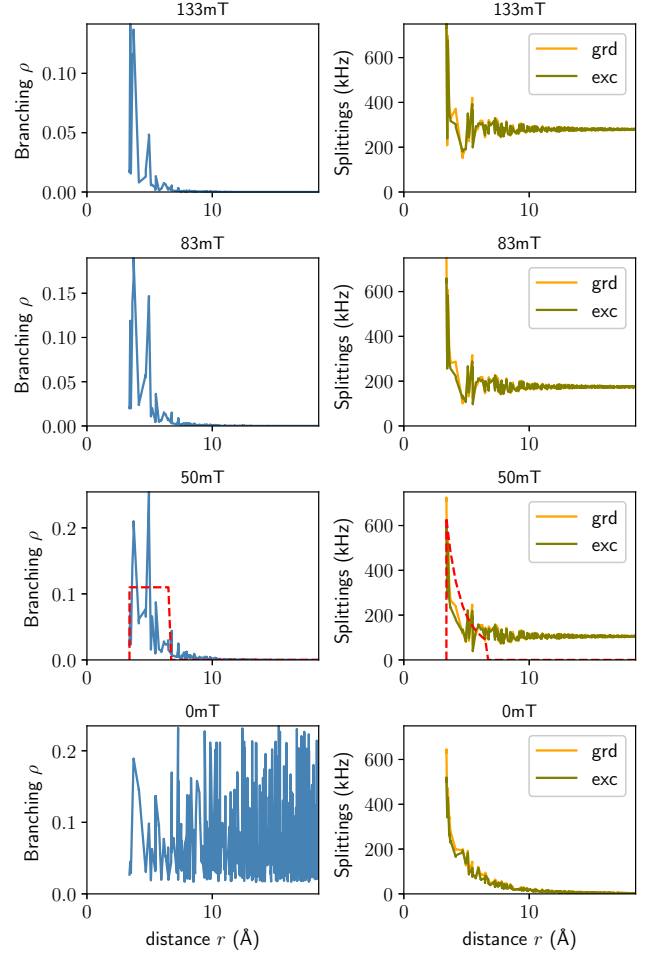 133mT
133mT
Branching ρ
0.10
0.05
0.00
0
10
Splittings (kHz)
600
400
200
0
0
10
grd
exc
83mT
83mT
Branching ρ
0.15
0.10
0.05
0.00
0
10
Splittings (kHz)
600
400
200
0
0
10
grd
exc
50mT
50mT
Branching ρ
0.2
0.1
0.0
0
10
Splittings (kHz)
600
400
200
0
0
10
grd
exc
0mT
0mT
Branching ρ
0.2
0.1
0.0
0
10
distance r (Å)
Splittings (kHz)
600
400
200
0
0
10
distance r (Å)
grd
exc